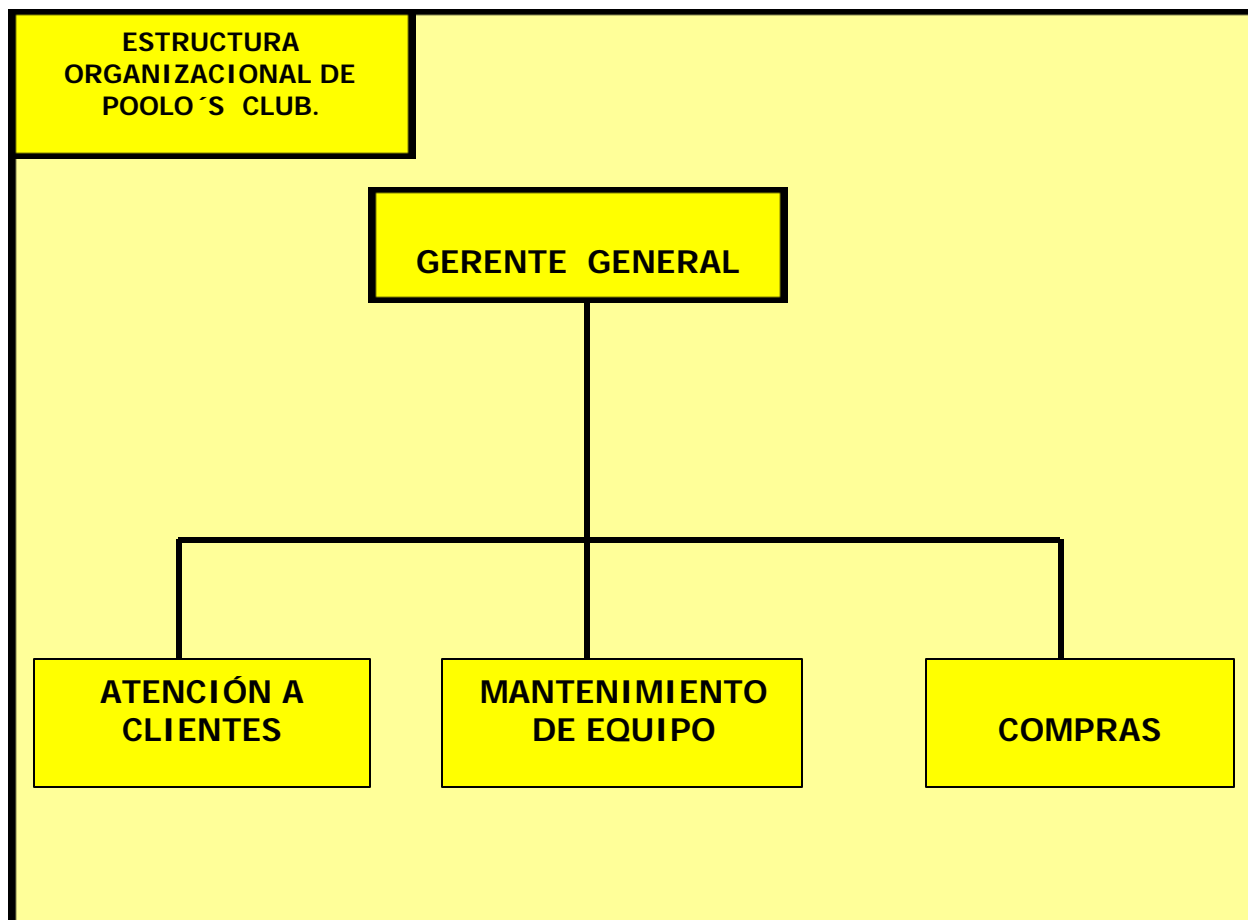 ESTRUCTURA
ORGANIZACIONAL DE
POOLO´S CLUB.
GERENTE GENERAL
ATENCIÓN A
CLIENTES
MANTENIMIENTO
DE EQUIPO
COMPRAS